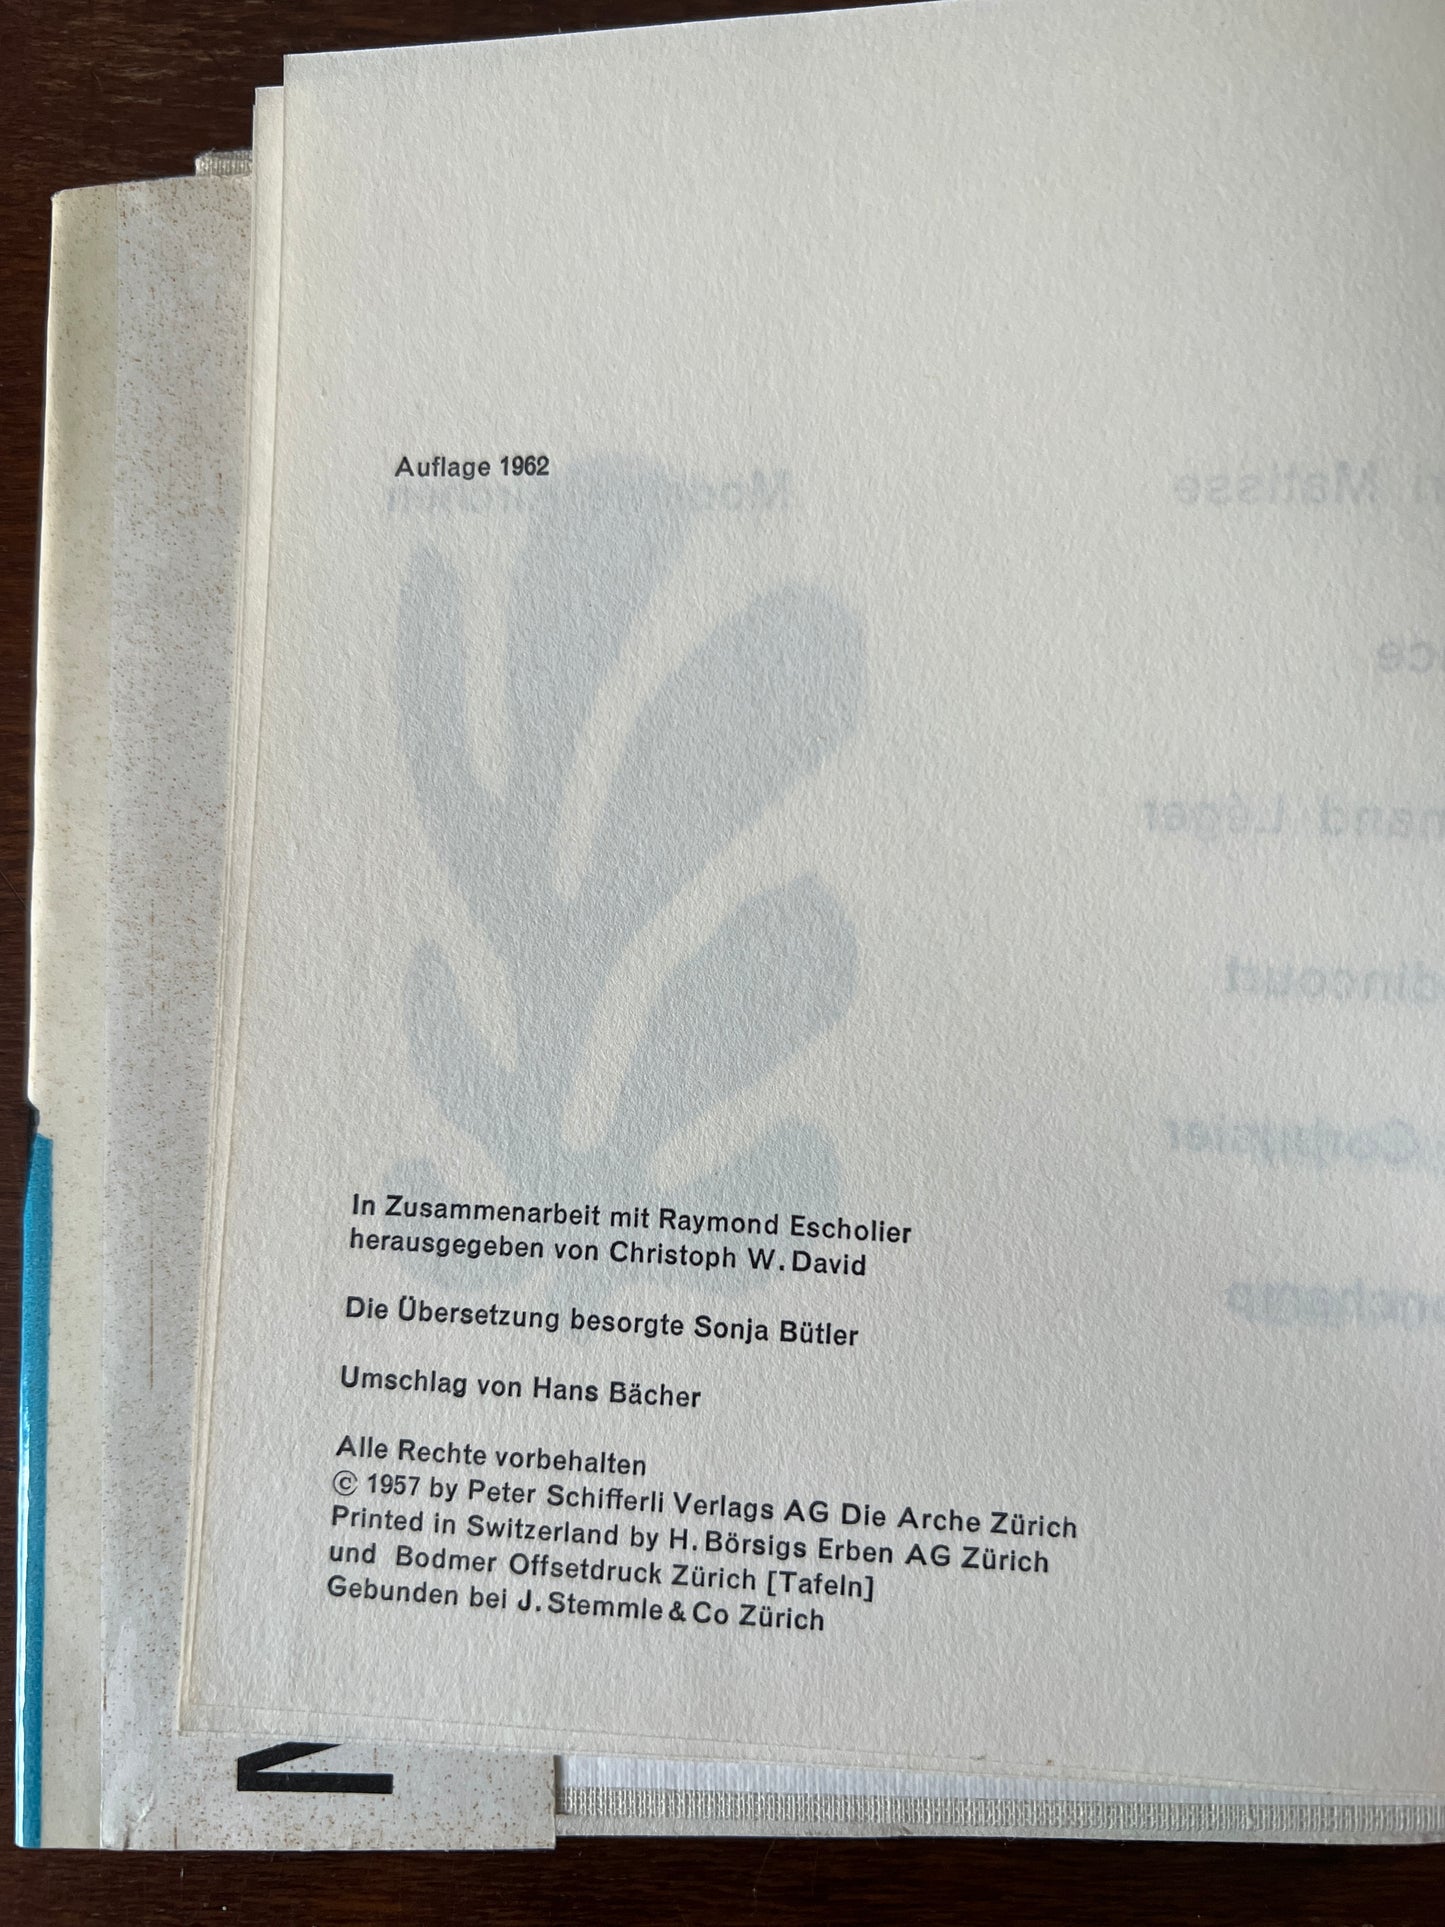 Auflage 1962
In Zusammenarbeit mit Raymond Escholier
herausgegeben von Christoph W. David
Die Übersetzung besorgte Sonja Bütler
Umschlag von Hans Bächer
Alle Rechte vorbehalten
© 1957 by Peter Schifferli Verlags AG Die Arche Zürich
Printed in Switzerland by H. Börsigs Erben AG Zürich
und Bodmer Offsetdruck Zürich [Tafeln]
Gebunden bei J. Stemmle & Co Zürich